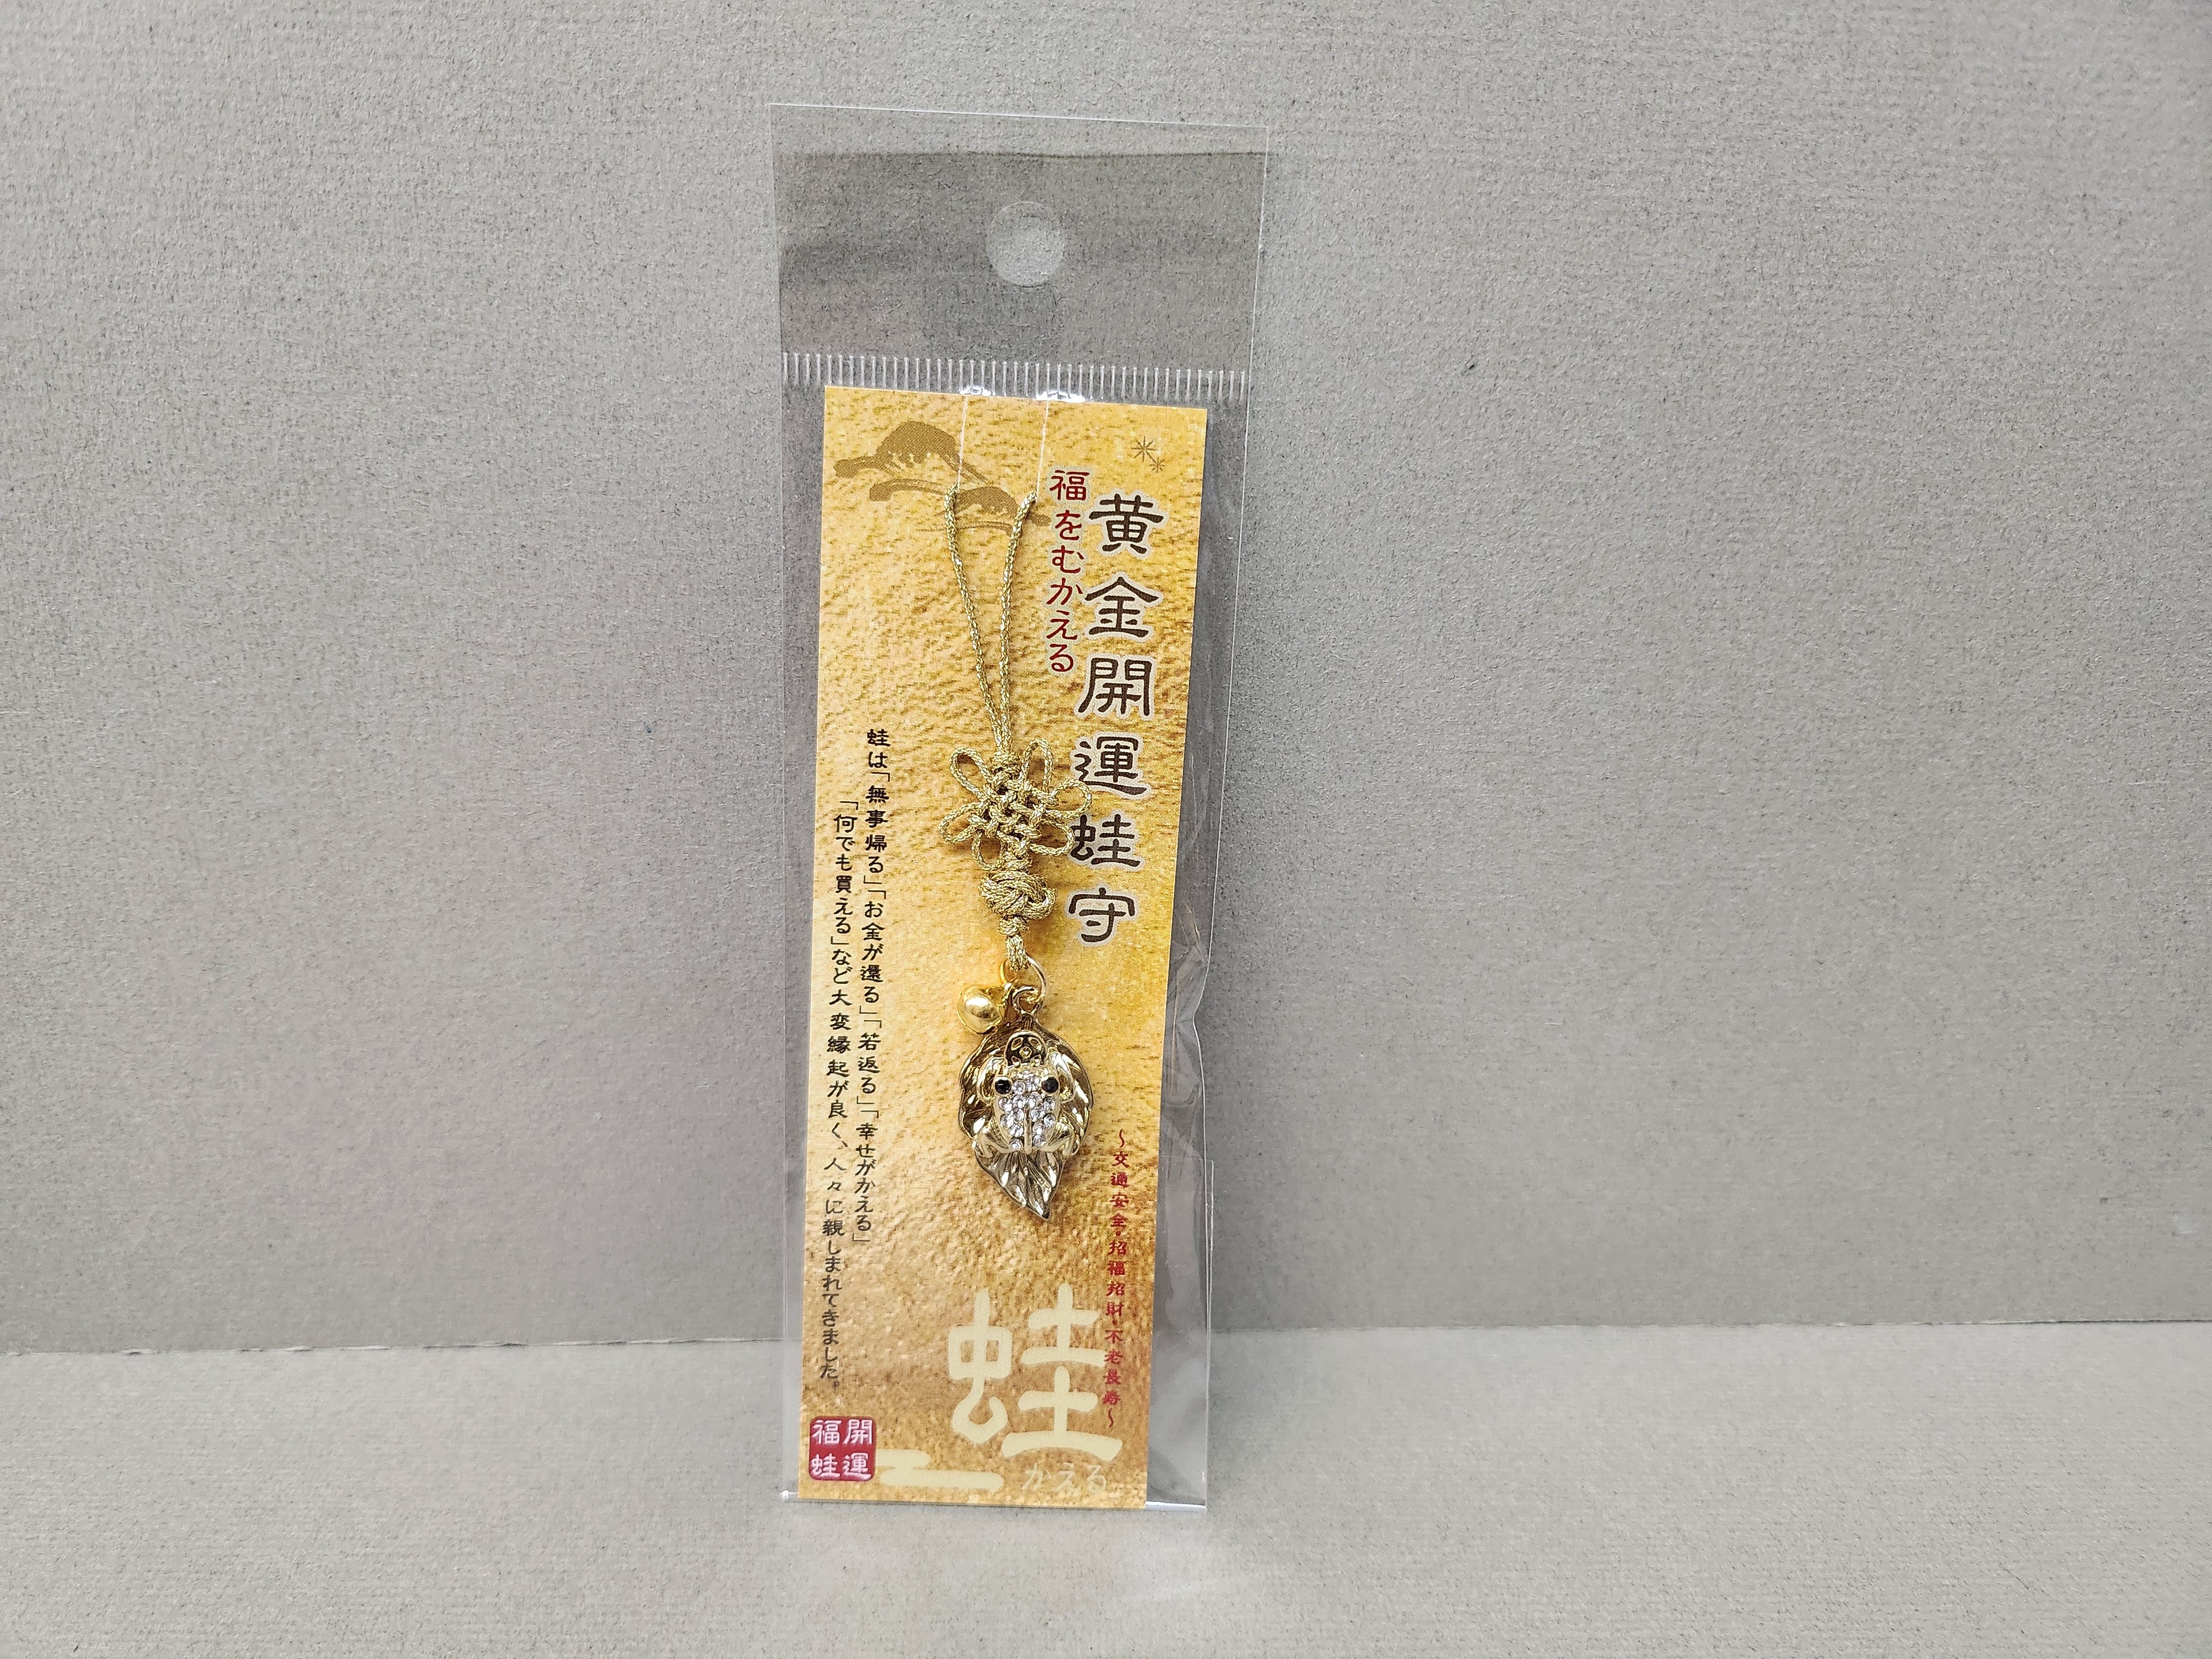 黄金開運蛙守
福をむかえる
蛙は「無事帰る」「お金が還る」「若返る」「幸せがかえる」
「何でも買える」など大変縁起が良く、人々に親しまれてきました。
～交通安全・招福招財・不老長寿～
蛙
かえる
開運
福蛙